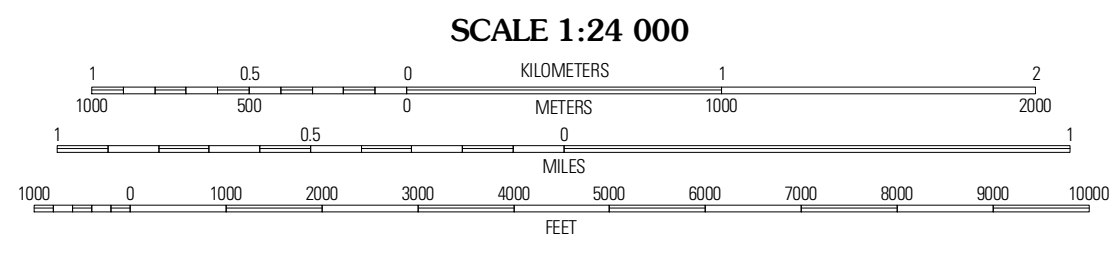 SCALE 1:24 000
1 0.5 0 KILOMETERS 1 2
1000 500 0 METERS 1000 2000
1 0.5 0 1
MILES
1000 0 1000 2000 3000 4000 5000 6000 7000 8000 9000 10000
FEET